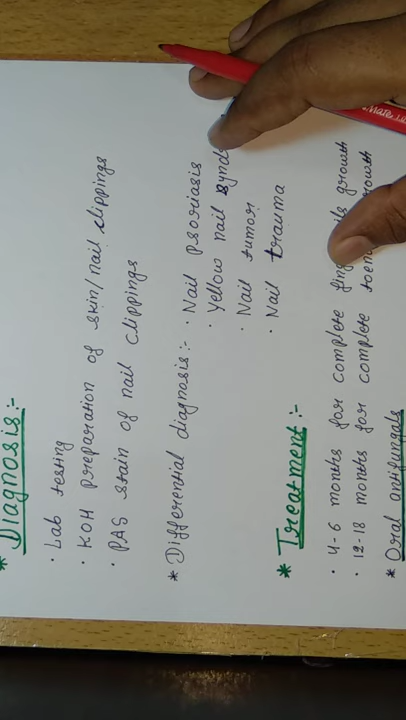 * Diagnosis:-
· Lab testing
· KOH preparation of skin/nail clippings
· PAS stain of nail clippings
* Differential diagnosis:- · Nail psoriasis
· Yellow nail
· Nail tumor
· Nail trauma
* Treatment:-
· 4-6 months for complete growth
· 12-18 months for complete
* Oral antifungals